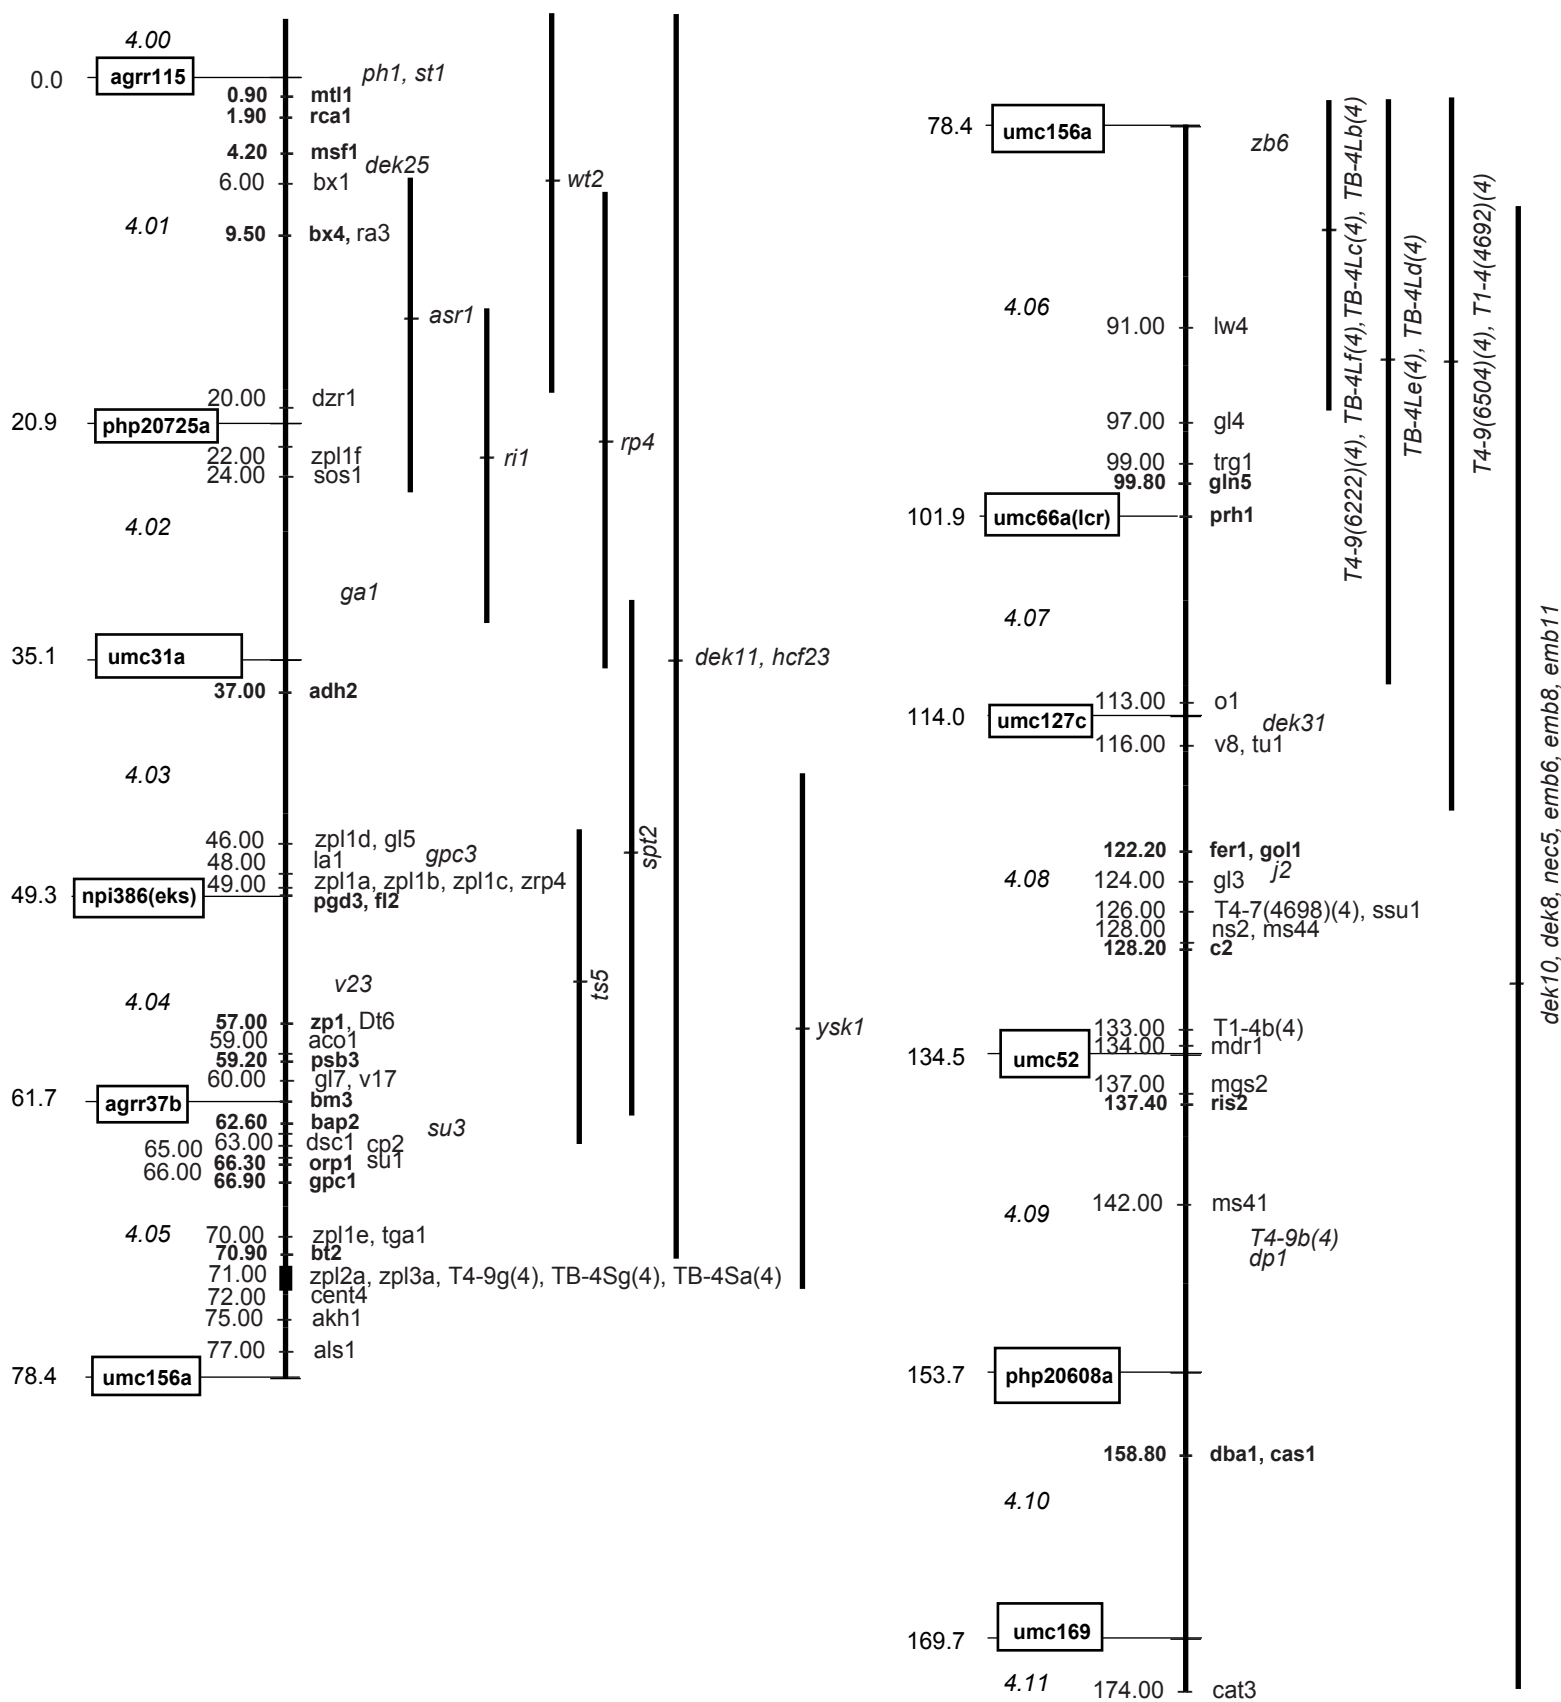 4.00
0.0 agrr115 ph1, st1
0.90 mtl1
1.90 rca1
4.20 msf1
dek25
6.00 bx1
wt2
4.01
9.50 bx4, ra3
asr1
20.00 dzr1
20.9 php20725a
rp4
22.00 zpl1f
ri1
24.00 sos1
4.02
ga1
35.1 umc31a
dek11, hcf23
37.00 adh2
4.03
46.00 zpl1d, gl5
spt2
48.00 la1
gpc3
49.00 zpl1a, zpl1b, zpl1c, zrp4
49.3 npi386(eks)
pgd3, fl2
v23
ts5
4.04
57.00 zp1, Dt6
ysk1
59.00 aco1
59.20 psb3
60.00 gl7, v17
61.7 agrr37b
bm3
62.60 bap2
su3
63.00 dsc1
65.00 cp2
66.30 orp1
66.00 su1
66.90 gpc1
4.05
70.00 zpl1e, tga1
70.90 bt2
71.00 zpl2a, zpl3a, T4-9g(4), TB-4Sg(4), TB-4Sa(4)
72.00 cent4
75.00 akh1
77.00 als1
78.4 umc156a
78.4 umc156a
zb6
T4-9(6222)(4), TB-4Lf(4),TB-4Lc(4), TB-4Lb(4)
TB-4Le(4), TB-4Ld(4)
T4-9(6504)(4), T1-4(4692)(4)
4.06
91.00 lw4
97.00 gl4
99.00 trg1
99.80 gln5
101.9 umc66a(lcr)
prh1
4.07
113.00 o1
114.0 umc127c
dek31
116.00 v8, tu1
dek10, dek8, nec5, emb6, emb8, emb11
122.20 fer1, gol1
j2
4.08
124.00 gl3
126.00 T4-7(4698)(4), ssu1
128.00 ns2, ms44
128.20 c2
133.00 T1-4b(4)
134.00 mdr1
134.5 umc52
137.00 mgs2
137.40 ris2
142.00 ms41
4.09
T4-9b(4)
dp1
153.7 php20608a
158.80 dba1, cas1
4.10
169.7 umc169
4.11
174.00 cat3